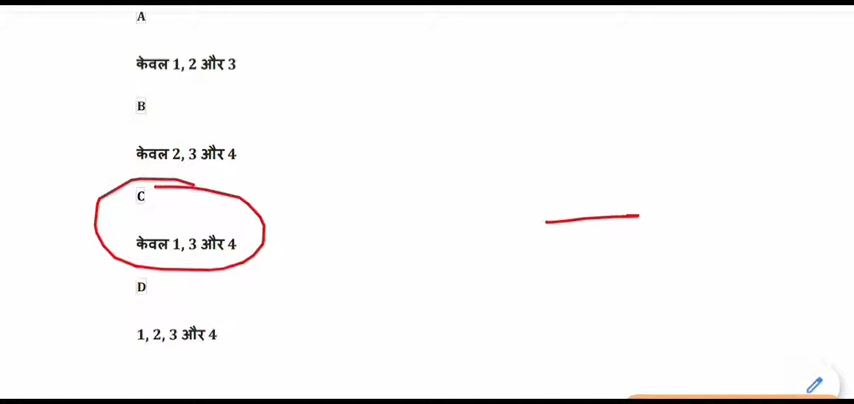 A
केवल 1, 2 और 3
B
केवल 2, 3 और 4
C
केवल 1, 3 और 4
D
1, 2, 3 और 4